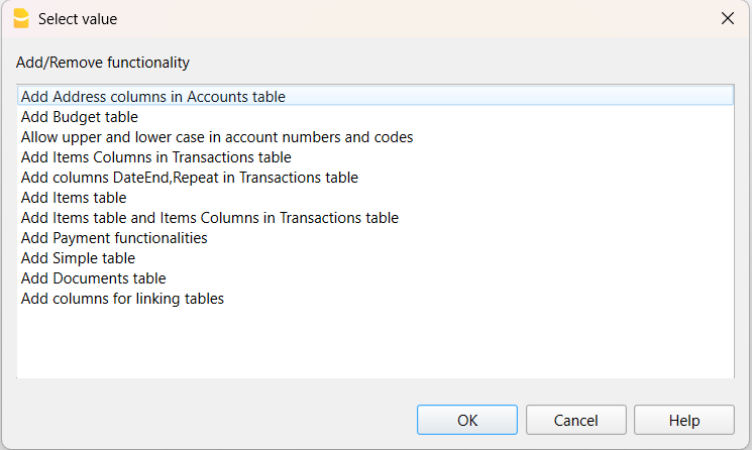 Select value
Add/Remove functionality
Add Address columns in Accounts table
Add Budget table
Allow upper and lower case in account numbers and codes
Add Items Columns in Transactions table
Add columns DateEnd,Repeat in Transactions table
Add Items table
Add Items table and Items Columns in Transactions table
Add Payment functionalities
Add Simple table
Add Documents table
Add columns for linking tables
OK
Cancel
Help